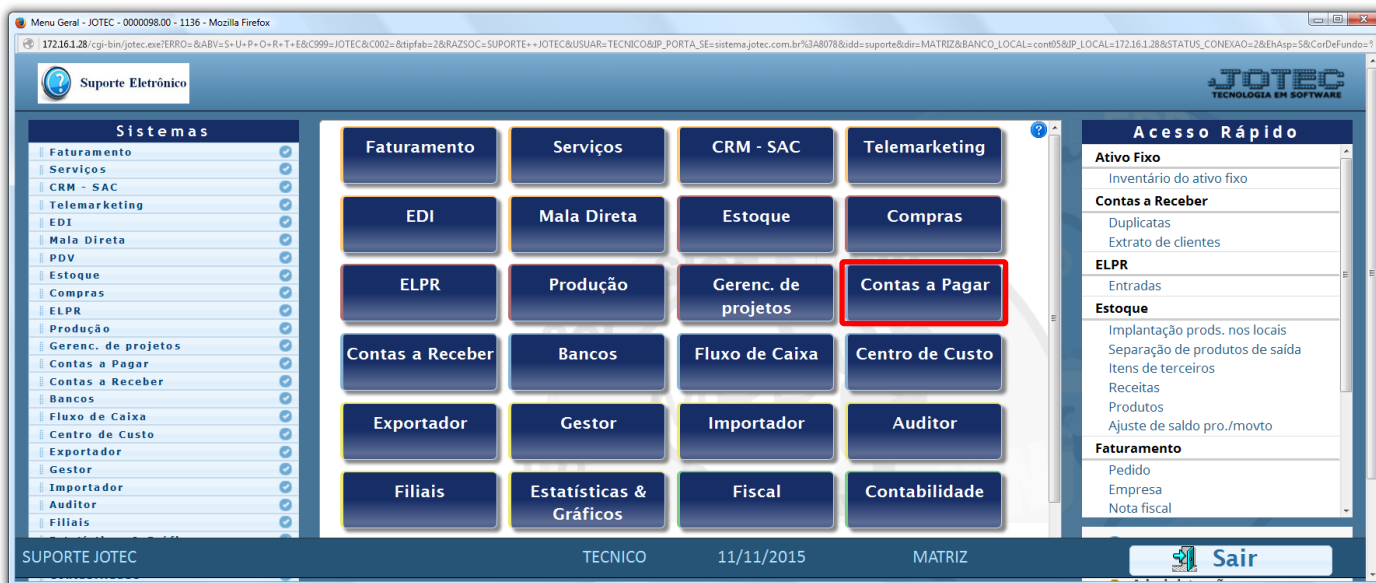 Menu Geral - JOTEC - 0000098.00 - 1136 - Mozilla Firefox
172.16.1.28/cgi-bin/jotec.exe?ERRO=&ABV=S+U+P+O+R+T+E&C999=JOTEC&C002=&tipfab=2&RAZSOC=SUPORTE++JOTEC&USUAR=TECNICO&IP_PORTA_SE=sistema.jotec.com.br%3A8078&idd=suporte&dir=MATRIZ&BANCO_LOCAL=cont05&IP_LOCAL=172.16.1.28&STATUS_CONEXAO=2&EhAsp=S&CorDeFundo=
Suporte Eletrônico
JOTEC
TECNOLOGIA EM SOFTWARE
Sistemas
Faturamento
Serviços
CRM - SAC
Telemarketing
EDI
Mala Direta
PDV
Estoque
Compras
ELPR
Produção
Gerenc. de projetos
Contas a Pagar
Contas a Receber
Bancos
Fluxo de Caixa
Centro de Custo
Exportador
Gestor
Importador
Auditor
Filiais
Faturamento
Serviços
CRM - SAC
Telemarketing
EDI
Mala Direta
Estoque
Compras
ELPR
Produção
Gerenc. de
projetos
Contas a Pagar
Contas a Receber
Bancos
Fluxo de Caixa
Centro de Custo
Exportador
Gestor
Importador
Auditor
Filiais
Estatísticas &
Gráficos
Fiscal
Contabilidade
Acesso Rápido
Ativo Fixo
Inventário do ativo fixo
Contas a Receber
Duplicatas
Extrato de clientes
ELPR
Entradas
Estoque
Implantação prods. nos locais
Separação de produtos de saída
Itens de terceiros
Receitas
Produtos
Ajuste de saldo pro./movto
Faturamento
Pedido
Empresa
Nota fiscal
SUPORTE JOTEC
TECNICO
11/11/2015
MATRIZ
Sair